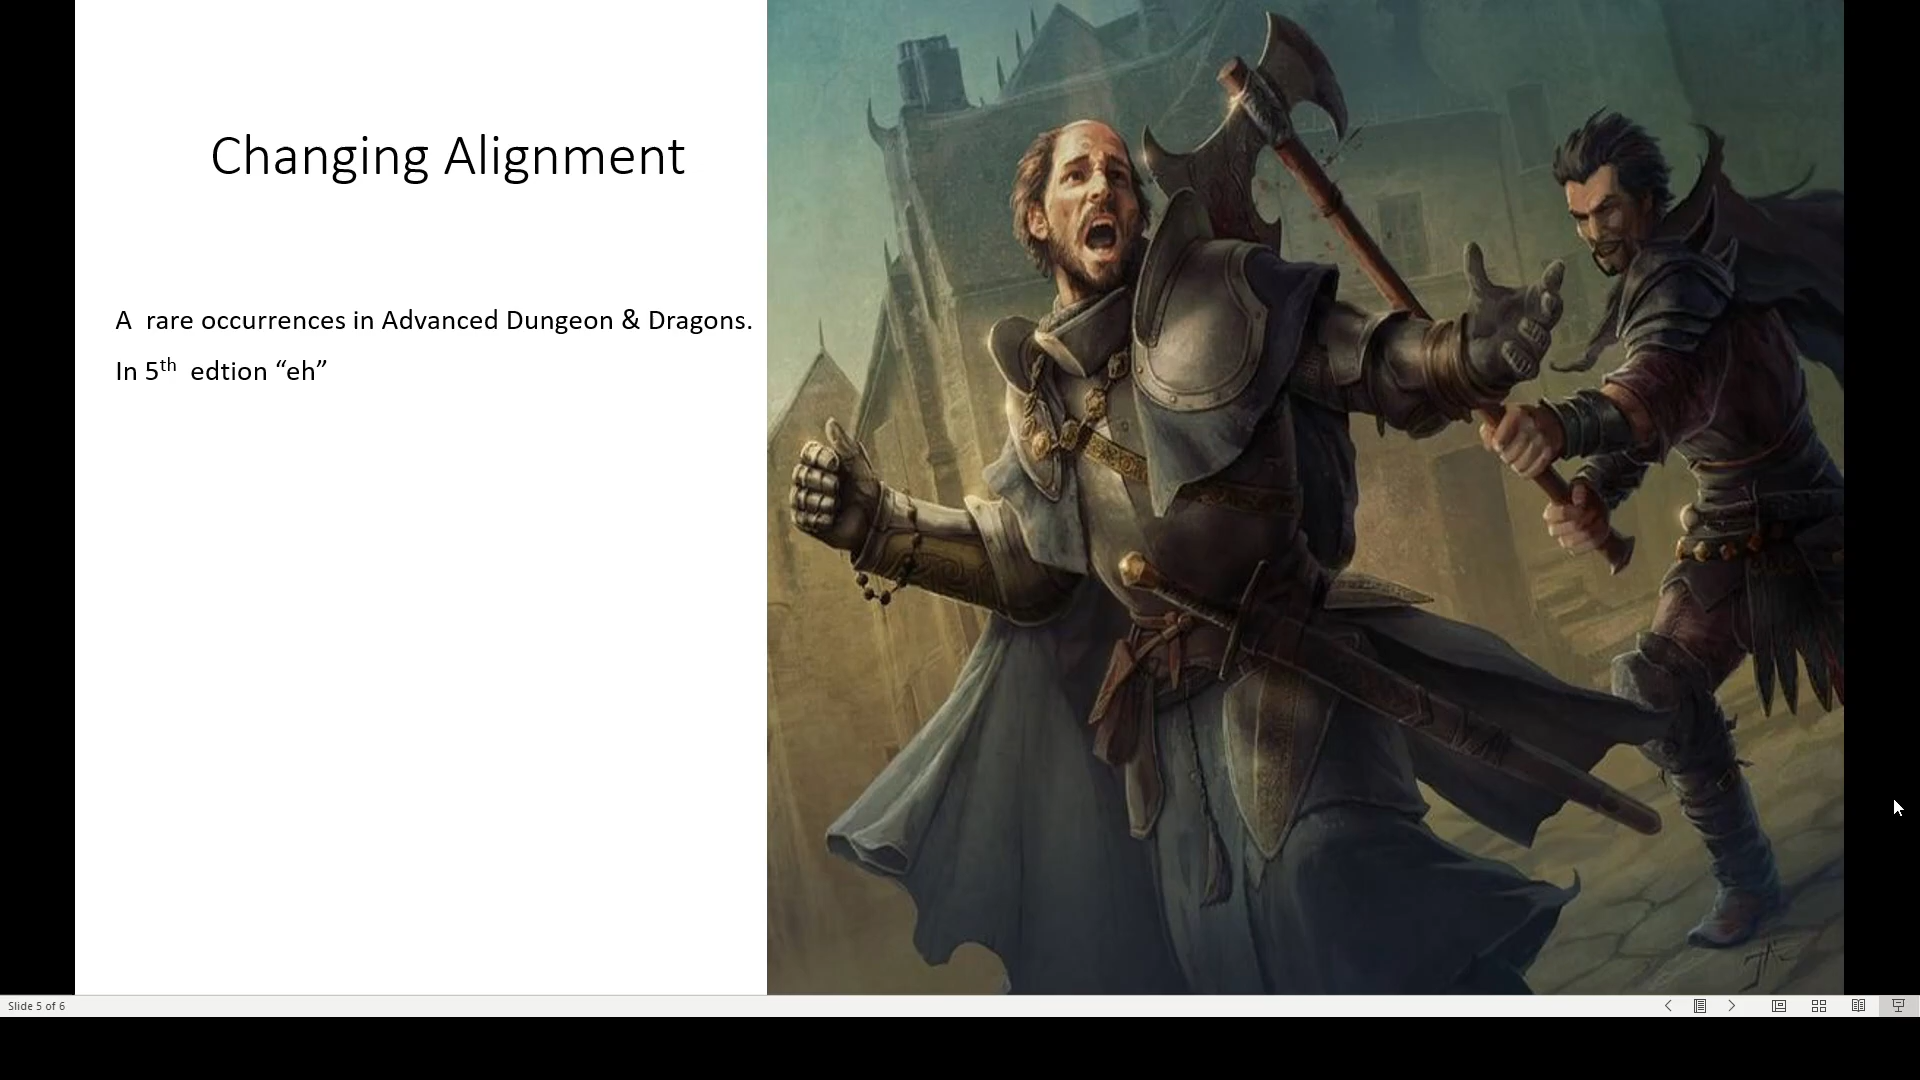 Changing Alignment
A  rare occurrences in Advanced Dungeon & Dragons.
In 5th  edtion “eh”
Slide 5 of 6